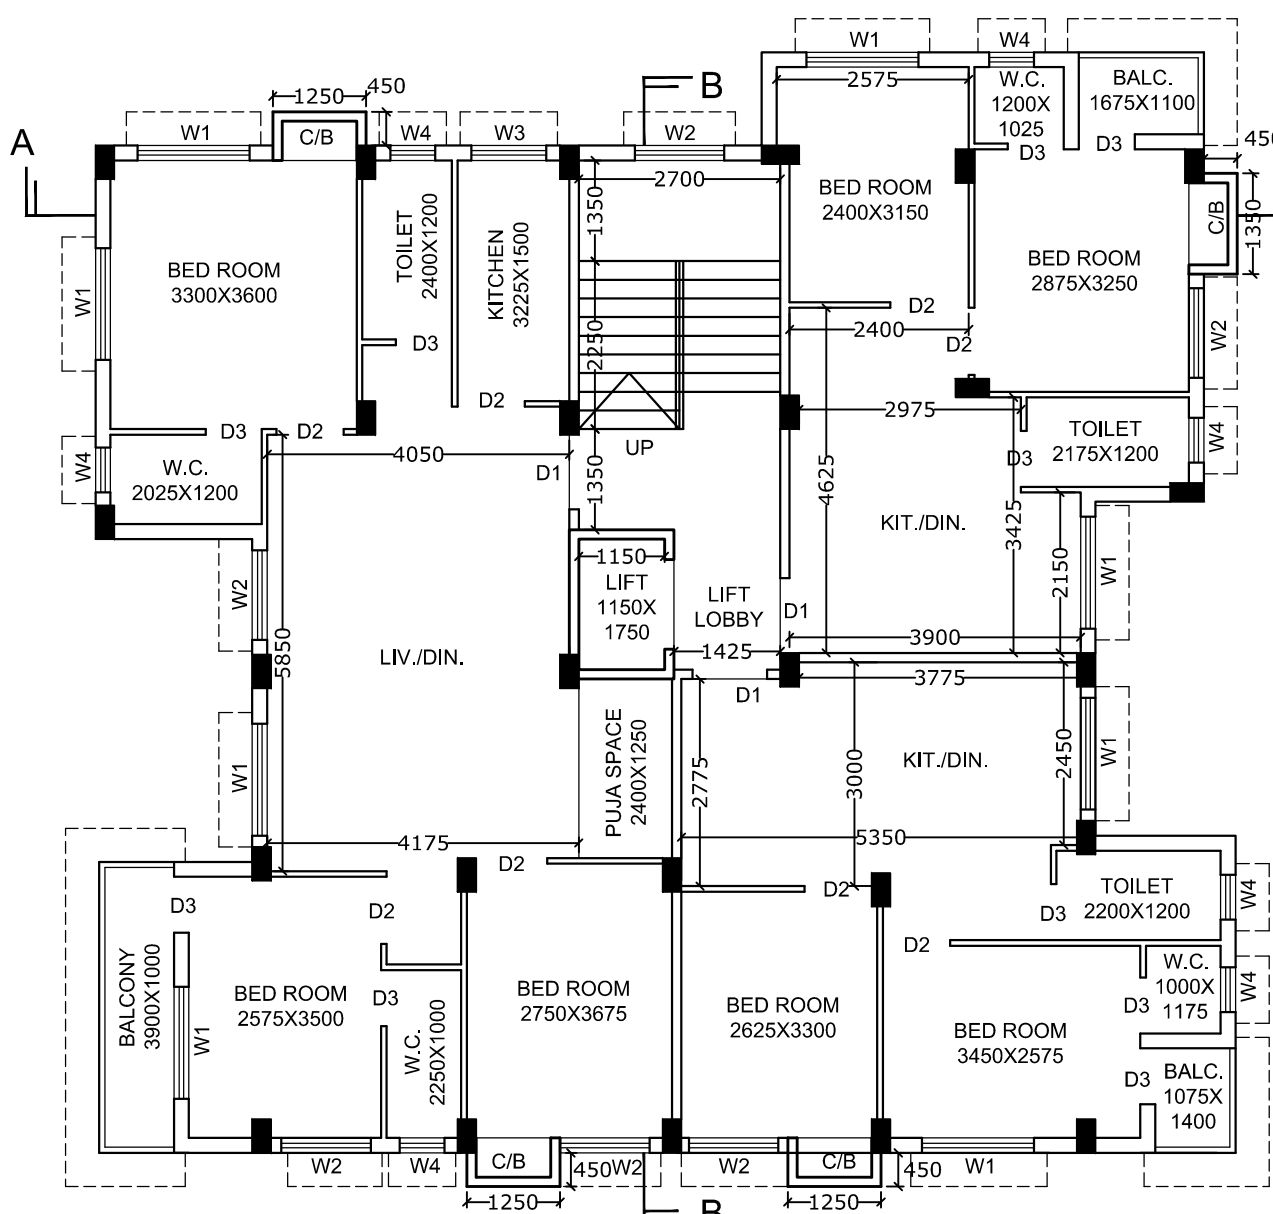 W1
W4
2575
W.C.
1200X
1025
BALC.
1675X1100
B
450
1250
C/B
W1
W4
W3
W2
D3
D3
450
A
2700
1350
BED ROOM
2400X3150
C/B
1350
TOILET
2400X1200
KITCHEN
3225X1500
BED ROOM
3300X3600
BED ROOM
2875X3250
W1
D2
W2
2400
D2
D3
2250
D2
2975
D3
D2
UP
TOILET
2175X1200
W4
W4
W.C.
2025X1200
4050
D1
1350
D3
4625
3425
KIT./DIN.
2150
W1
W2
1150
LIFT
1150X
1750
LIFT
LOBBY
D1
3900
5850
LIV./DIN.
1425
3775
D1
PUJA SPACE
2400X1250
2775
3000
KIT./DIN.
2450
W1
W1
4175
5350
D2
D2
D3
D2
TOILET
2200X1200
W4
D3
D2
BALCONY
3900X1000
BED ROOM
2575X3500
D3
W.C.
2250X1000
BED ROOM
2750X3675
BED ROOM
2625X3300
BED ROOM
3450X2575
W.C.
1000X
1175
W4
D3
W1
D3
BALC.
1075X
1400
W2
W4
C/B
450
W2
W2
C/B
450
W1
1250
B
1250